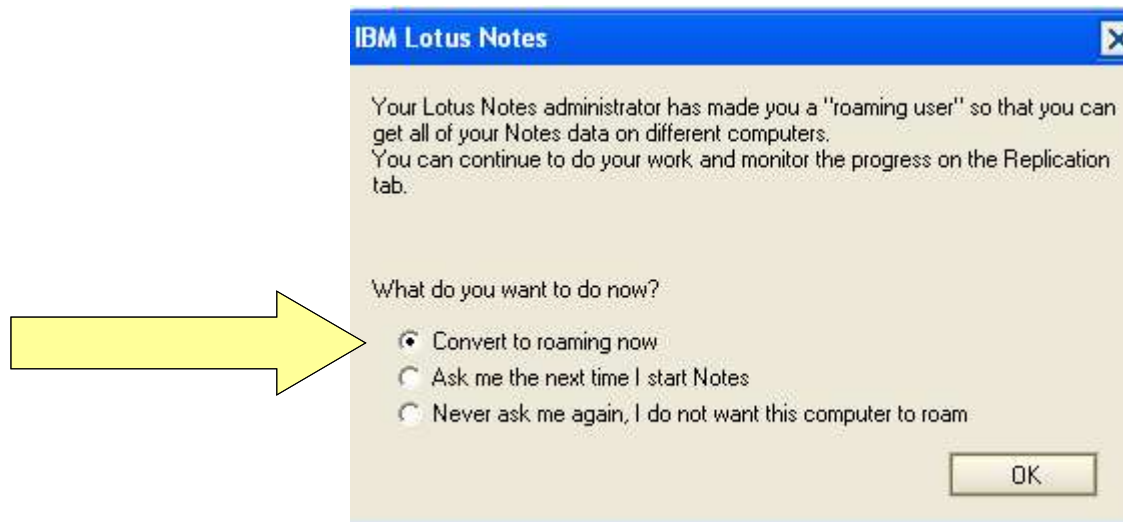 IBM Lotus Notes
Your Lotus Notes administrator has made you a "roaming user" so that you can
get all of your Notes data on different computers.
You can continue to do your work and monitor the progress on the Replication
tab.
What do you want to do now?
Convert to roaming now
Ask me the next time I start Notes
Never ask me again, I do not want this computer to roam
OK